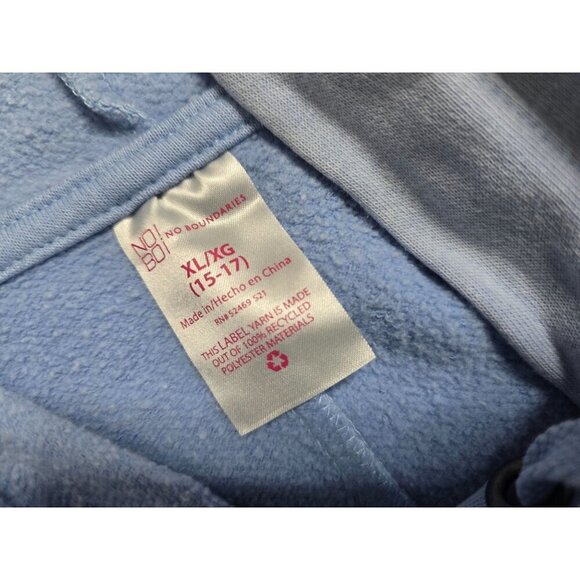 NO!
BO!
NO BOUNDARIES
XL/XG
(15-17)
Made in/Hecho en China
RN# 52469 S21
THIS LABEL YARN IS MADE
OUT OF 100% RECYCLED
POLYESTER MATERIALS